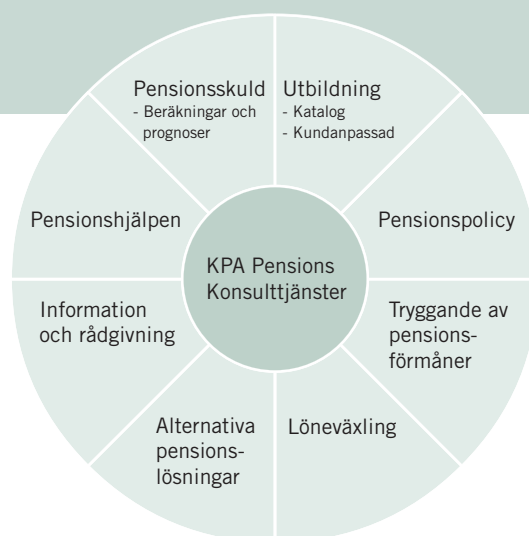 Pensionsskuld
- Beräkningar och
prognoser
Utbildning
- Katalog
- Kundanpassad
Pensionshjälpen
Pensionspolicy
KPA Pensions
Konsulttjänster
Information
och rådgivning
Tryggande av
pensions-
förmåner
Alternativa
pensions-
lösningar
Löneväxling